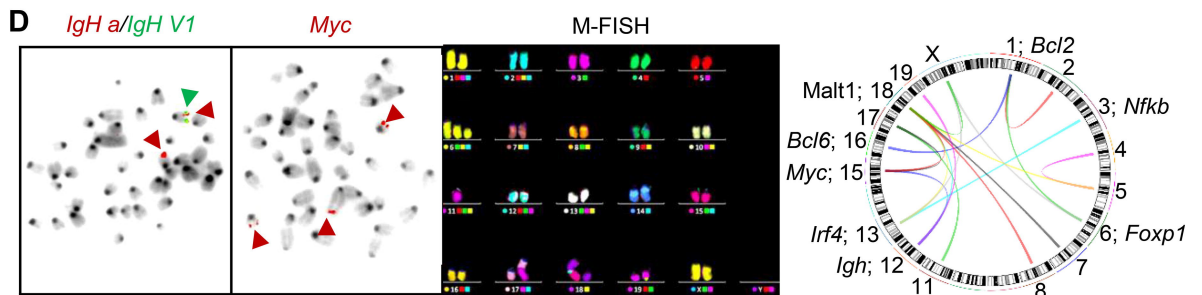 D
IgH a/IgH V1
Myc
M-FISH
1
2
3
4
5
6
7
8
9
10
11
12
13
14
15
16
17
18
19
X
Y
X
1; Bcl2
19
2
Malt1; 18
3; Nfkb
17
Bcl6; 16
4
Myc; 15
5
Irf4; 13
6; Foxp1
Igh; 12
7
11
8